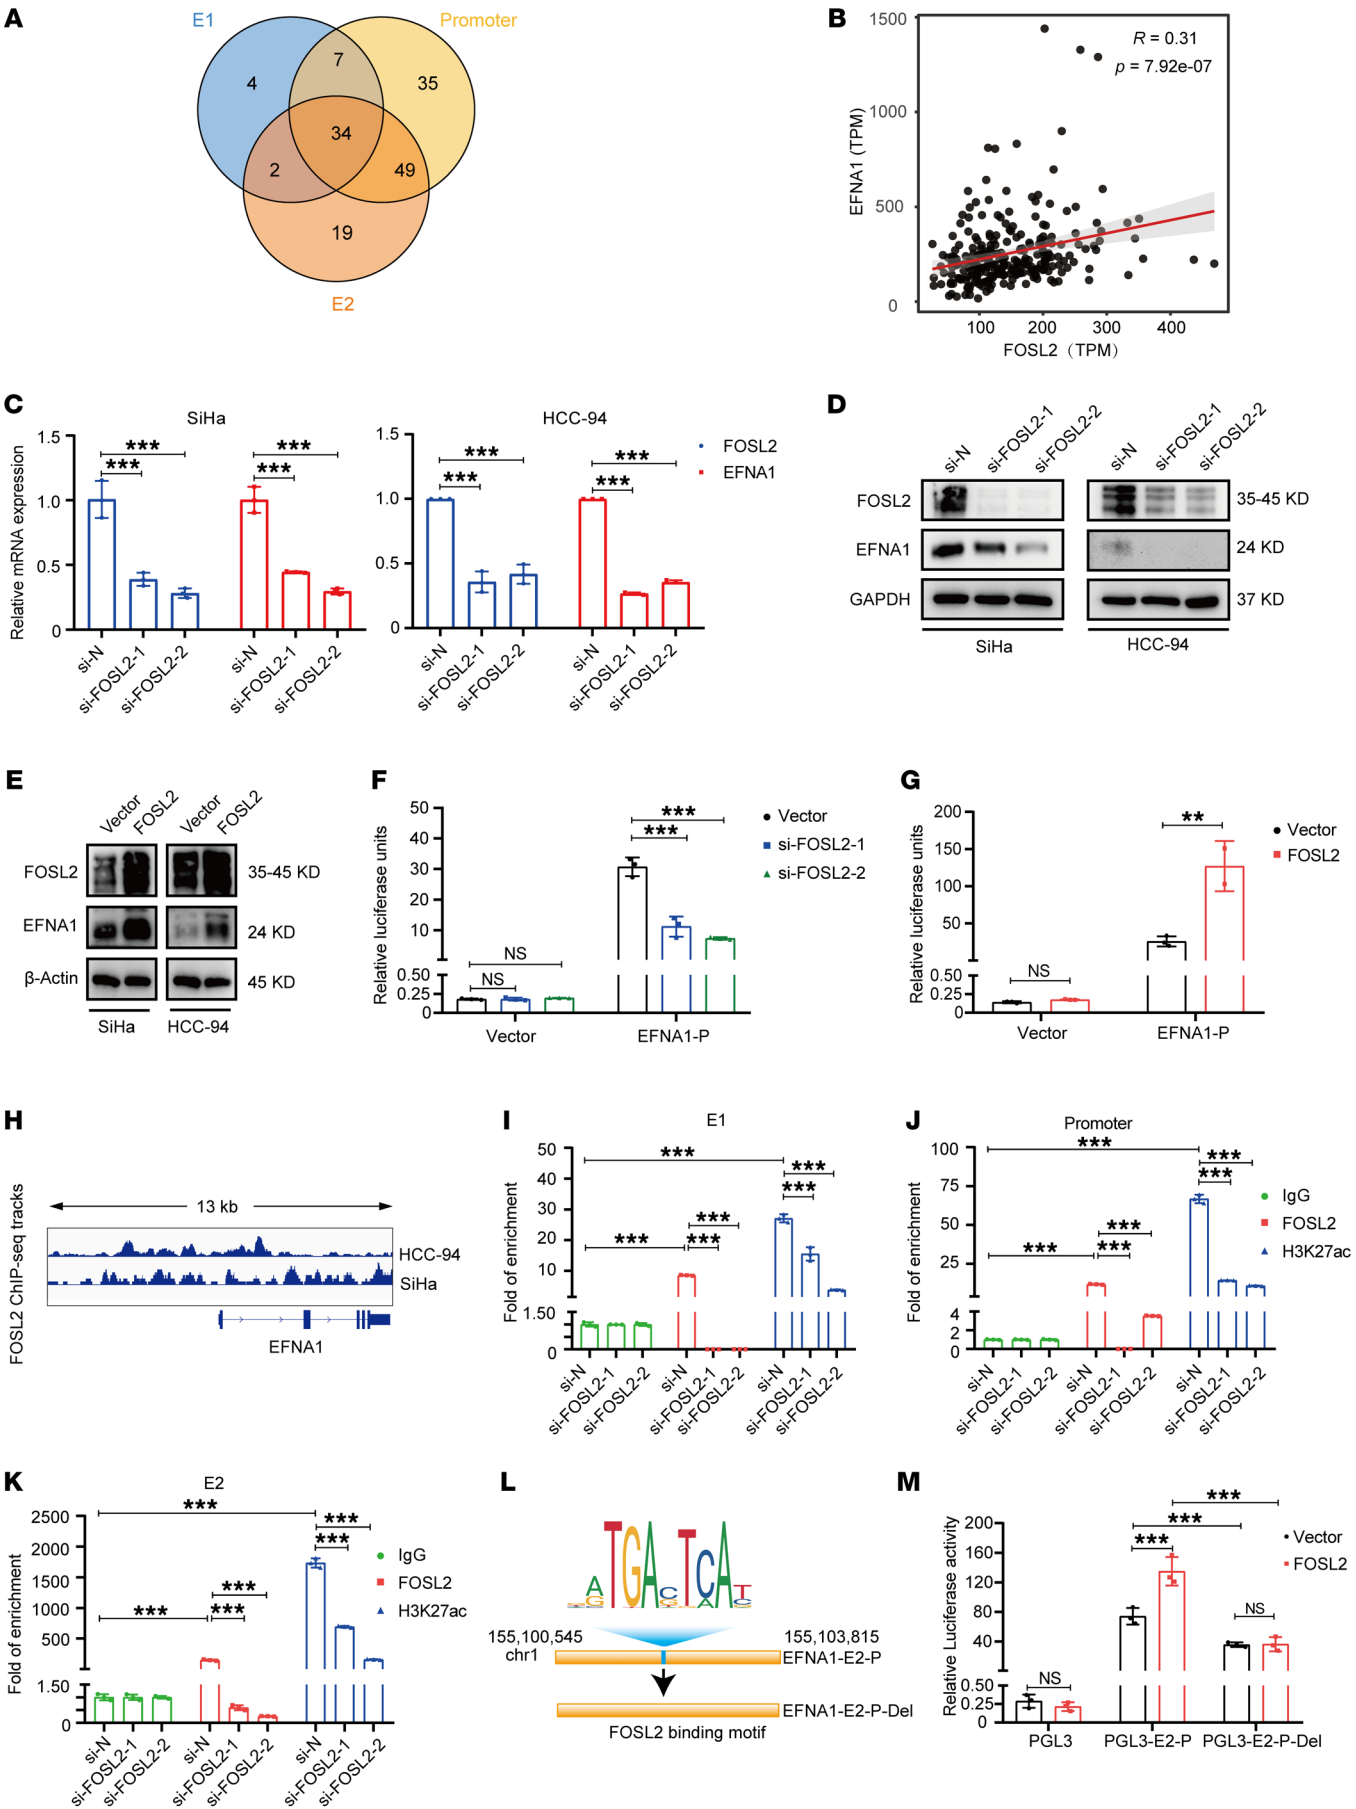 A
E1
Promoter
7
4
35
34
2
49
19
E2
B
1500
1000
500
0
EFNA1 (TPM)
R = 0.31
p = 7.92e-07
100 200 300 400
FOSL2 (TPM)
C
SiHa
HCC-94
Relative mRNA expression
1.5
1.0
0.5
0
*** *** *** ***
si-N si-FOSL2-1 si-FOSL2-2 si-N si-FOSL2-1 si-FOSL2-2
1.5
1.0
0.5
0
*** *** *** ***
si-N si-FOSL2-1 si-FOSL2-2 si-N si-FOSL2-1 si-FOSL2-2
FOSL2
EFNA1
D
si-N si-FOSL2-1 si-FOSL2-2 si-N si-FOSL2-1 si-FOSL2-2
FOSL2 35-45 KD
EFNA1 24 KD
GAPDH 37 KD
SiHa HCC-94
E
Vector FOSL2 Vector FOSL2
FOSL2 35-45 KD
EFNA1 24 KD
β-Actin 45 KD
SiHa HCC-94
F
Relative luciferase units
50
40
30
20
10
0.50
0.25
0
NS
NS
***
***
Vector EFNA1-P
Vector
si-FOSL2-1
si-FOSL2-2
G
Relative luciferase units
200
150
100
50
0.50
0.25
0
NS
**
Vector EFNA1-P
Vector
FOSL2
H
FOSL2 ChIP-seq tracks
13 kb
HCC-94
SiHa
EFNA1
I
E1
Fold of enrichment
50
40
30
20
10
1.50
0
***
***
***
***
***
***
si-N si-FOSL2-1 si-FOSL2-2 si-N si-FOSL2-1 si-FOSL2-2 si-N si-FOSL2-1 si-FOSL2-2
J
Promoter
Fold of enrichment
100
75
50
25
4
2
0
***
***
***
***
***
***
si-N si-FOSL2-1 si-FOSL2-2 si-N si-FOSL2-1 si-FOSL2-2 si-N si-FOSL2-1 si-FOSL2-2
IgG
FOSL2
H3K27ac
K
E2
Fold of enrichment
2500
2000
1500
1000
500
1.50
0
***
***
***
***
***
***
si-N si-FOSL2-1 si-FOSL2-2 si-N si-FOSL2-1 si-FOSL2-2 si-N si-FOSL2-1 si-FOSL2-2
IgG
FOSL2
H3K27ac
L
TGA TCA
155,100,545 155,103,815
chr1 EFNA1-E2-P
EFNA1-E2-P-Del
FOSL2 binding motif
M
Relative Luciferase activity
200
160
120
80
40
0.50
0.25
0
***
***
***
NS
NS
PGL3 PGL3-E2-P PGL3-E2-P-Del
Vector
FOSL2